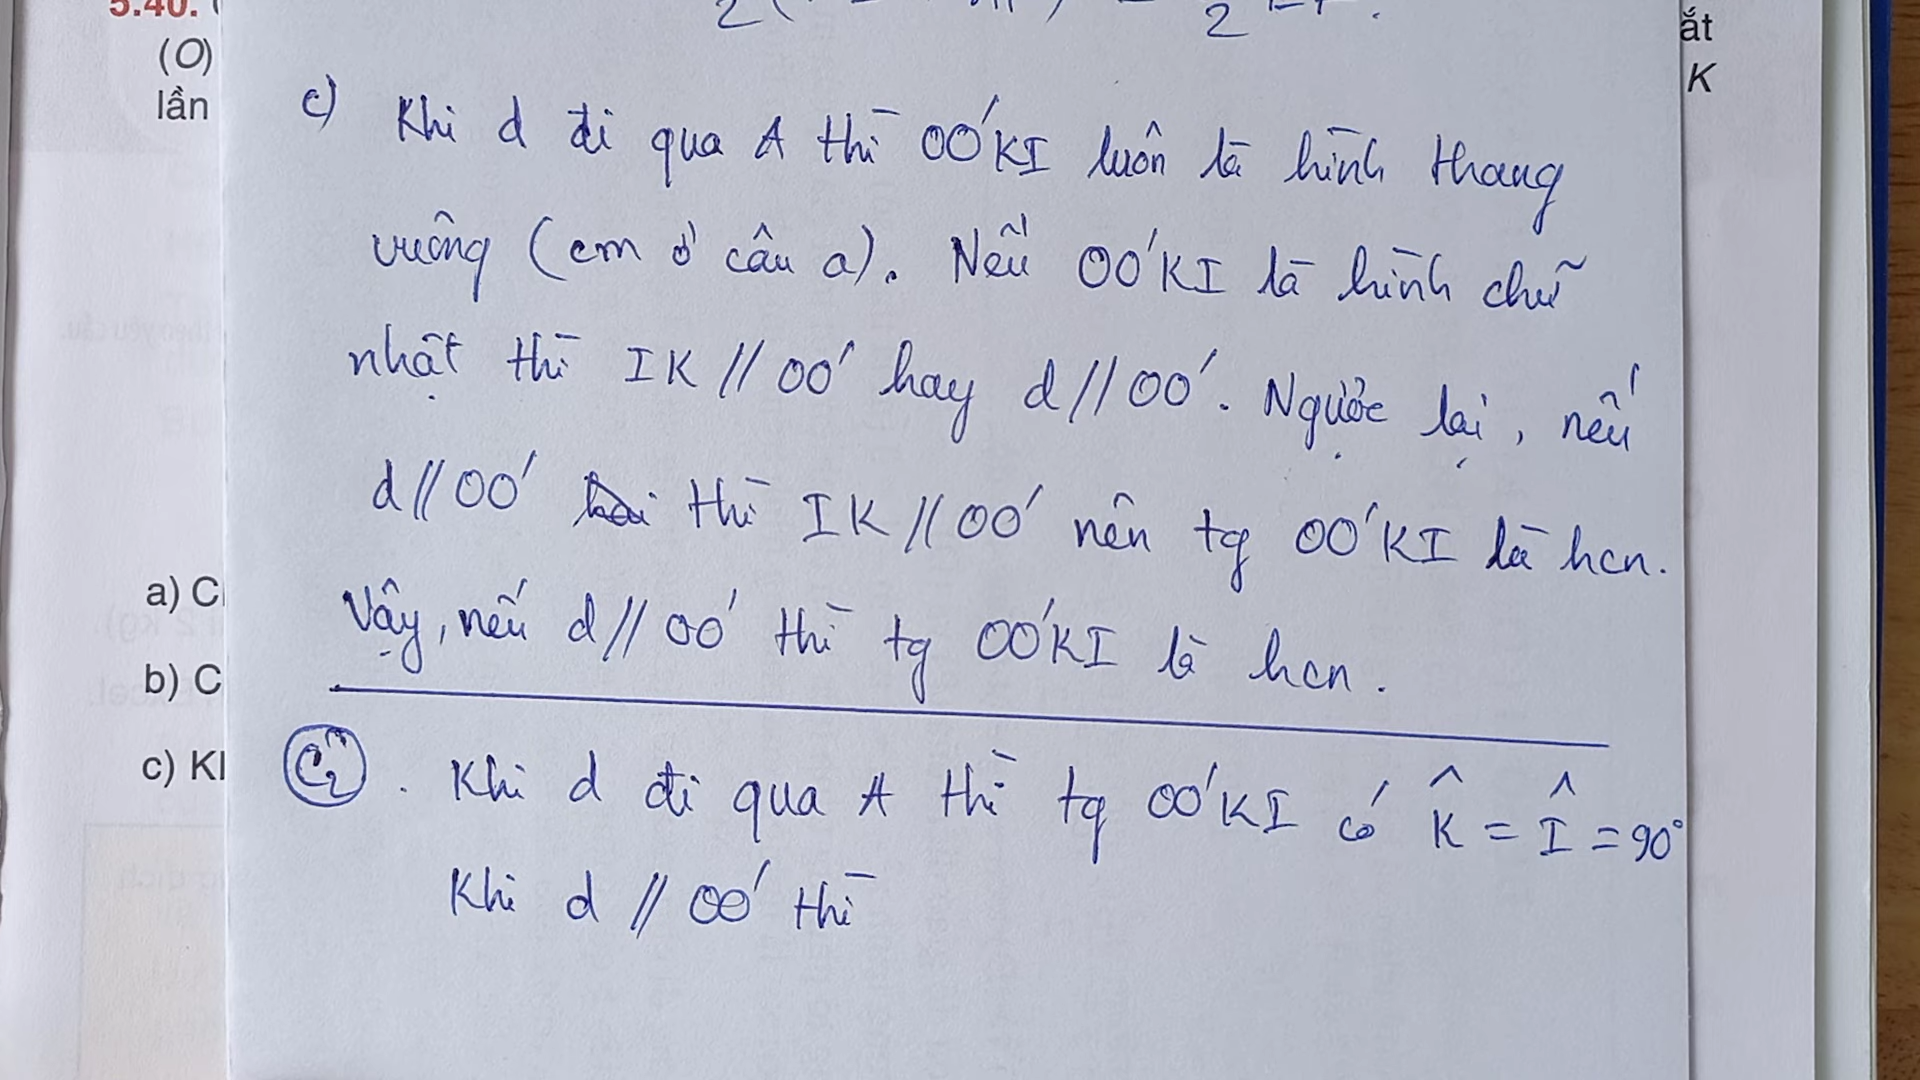 5.40.
(O)
lần
ắt
K
c) Khi d đi qua A thì OO'KI luôn là hình thang
vuông (cm ở câu a). Nếu OO'KI là hình chữ
nhật thì IK // OO' hay d // OO'. Ngược lại, nếu
d // OO' thì IK // OO' nên tg OO'KI là hcn.
Vậy, nếu d // OO' thì tg OO'KI là hcn.
a) C
b) C
c) K
C2. Khi d đi qua A thì tg OO'KI có K̂ = Î = 90°
Khi d // OO' thì